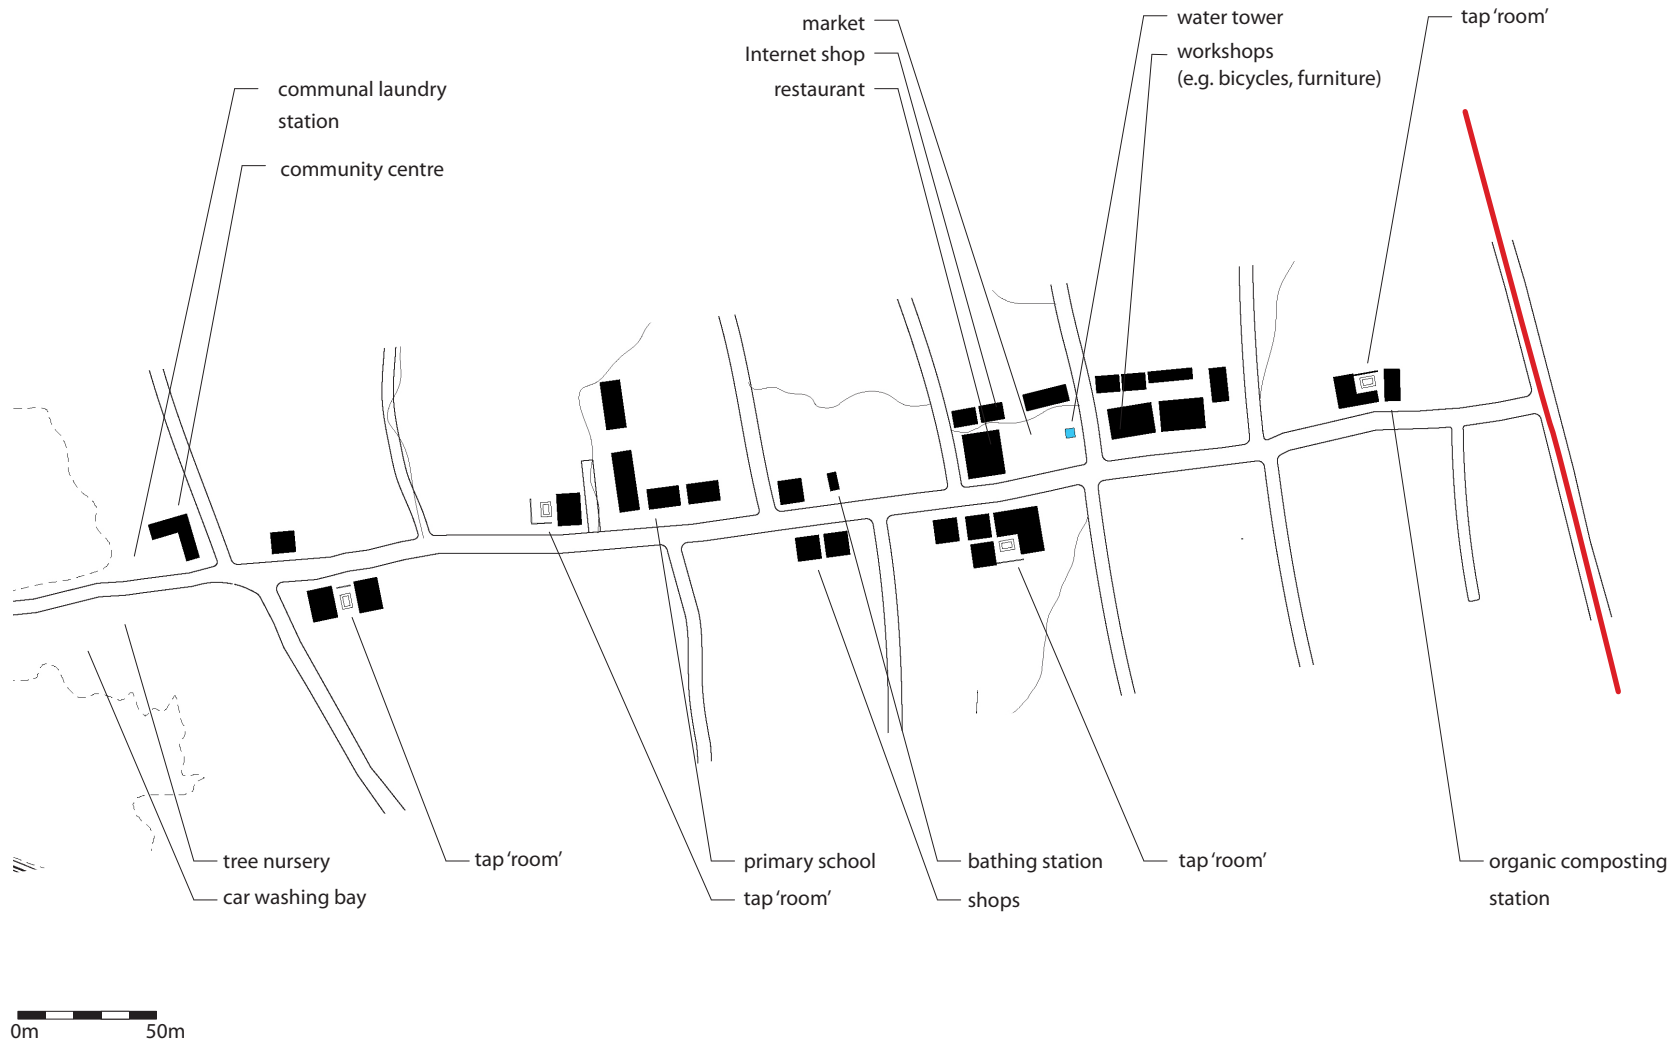 market
Internet shop
restaurant
water tower
workshops
(e.g. bicycles, furniture)
tap ‘room’
communal laundry
station
community centre
tree nursery
car washing bay
tap ‘room’
primary school
tap ‘room’
bathing station
shops
tap ‘room’
organic composting
station
0m 50m